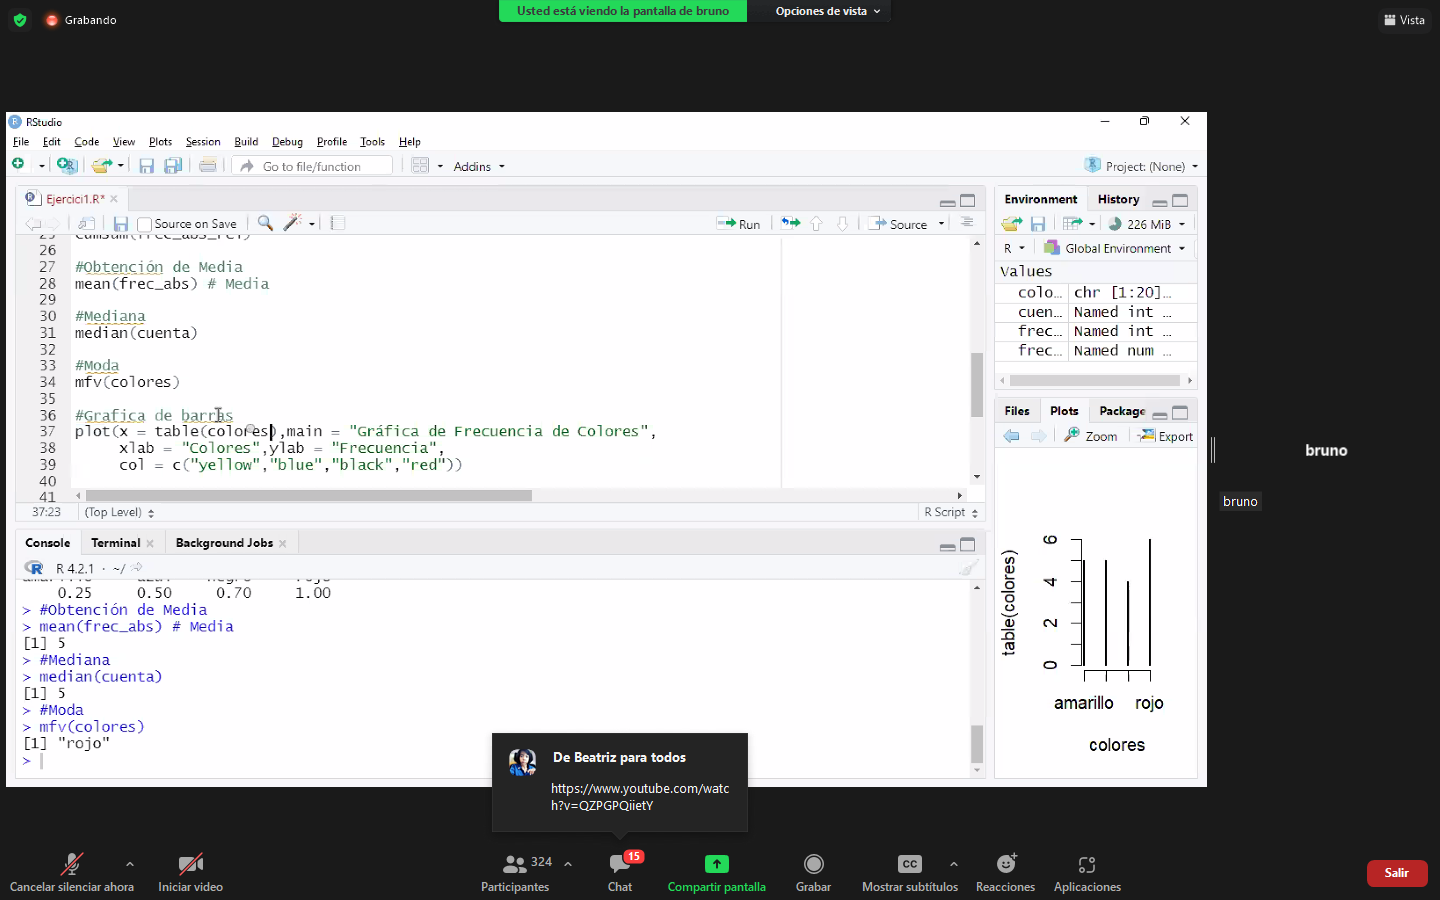 Grabando
Usted está viendo la pantalla de bruno
Opciones de vista
Vista
RStudio
File Edit Code View Plots Session Build Debug Profile Tools Help
Go to file/function
Addins
Project: (None)
Ejercici1.R*
Source on Save
Run
Source
25 cumsum(frec_abs_rel)
26
27 #Obtención de Media
28 mean(frec_abs) # Media
29
30 #Mediana
31 median(cuenta)
32
33 #Moda
34 mfv(colores)
35
36 #Grafica de barras
37 plot(x = table(colores),main = "Gráfica de Frecuencia de Colores",
38 xlab = "Colores",ylab = "Frecuencia",
39 col = c("yellow","blue","black","red"))
40
41
37:23 (Top Level) R Script
Console Terminal Background Jobs
R 4.2.1 · ~/
amarillo azul negro rojo
0.25 0.50 0.70 1.00
> #Obtención de Media
> mean(frec_abs) # Media
[1] 5
> #Mediana
> median(cuenta)
[1] 5
> #Moda
> mfv(colores)
[1] "rojo"
>
Environment History
226 MiB
R Global Environment
Values
colo… chr [1:20]…
cuen… Named int …
frec… Named int …
frec… Named num …
Files Plots Package
Zoom Export
table(colores)
6
4
2
0
amarillo rojo
colores
bruno
bruno
De Beatriz para todos
https://www.youtube.com/watc
h?v=QZPGPQiietY
Cancelar silenciar ahora
Iniciar video
324
Participantes
15
Chat
Compartir pantalla
Grabar
CC
Mostrar subtítulos
Reacciones
Aplicaciones
Salir